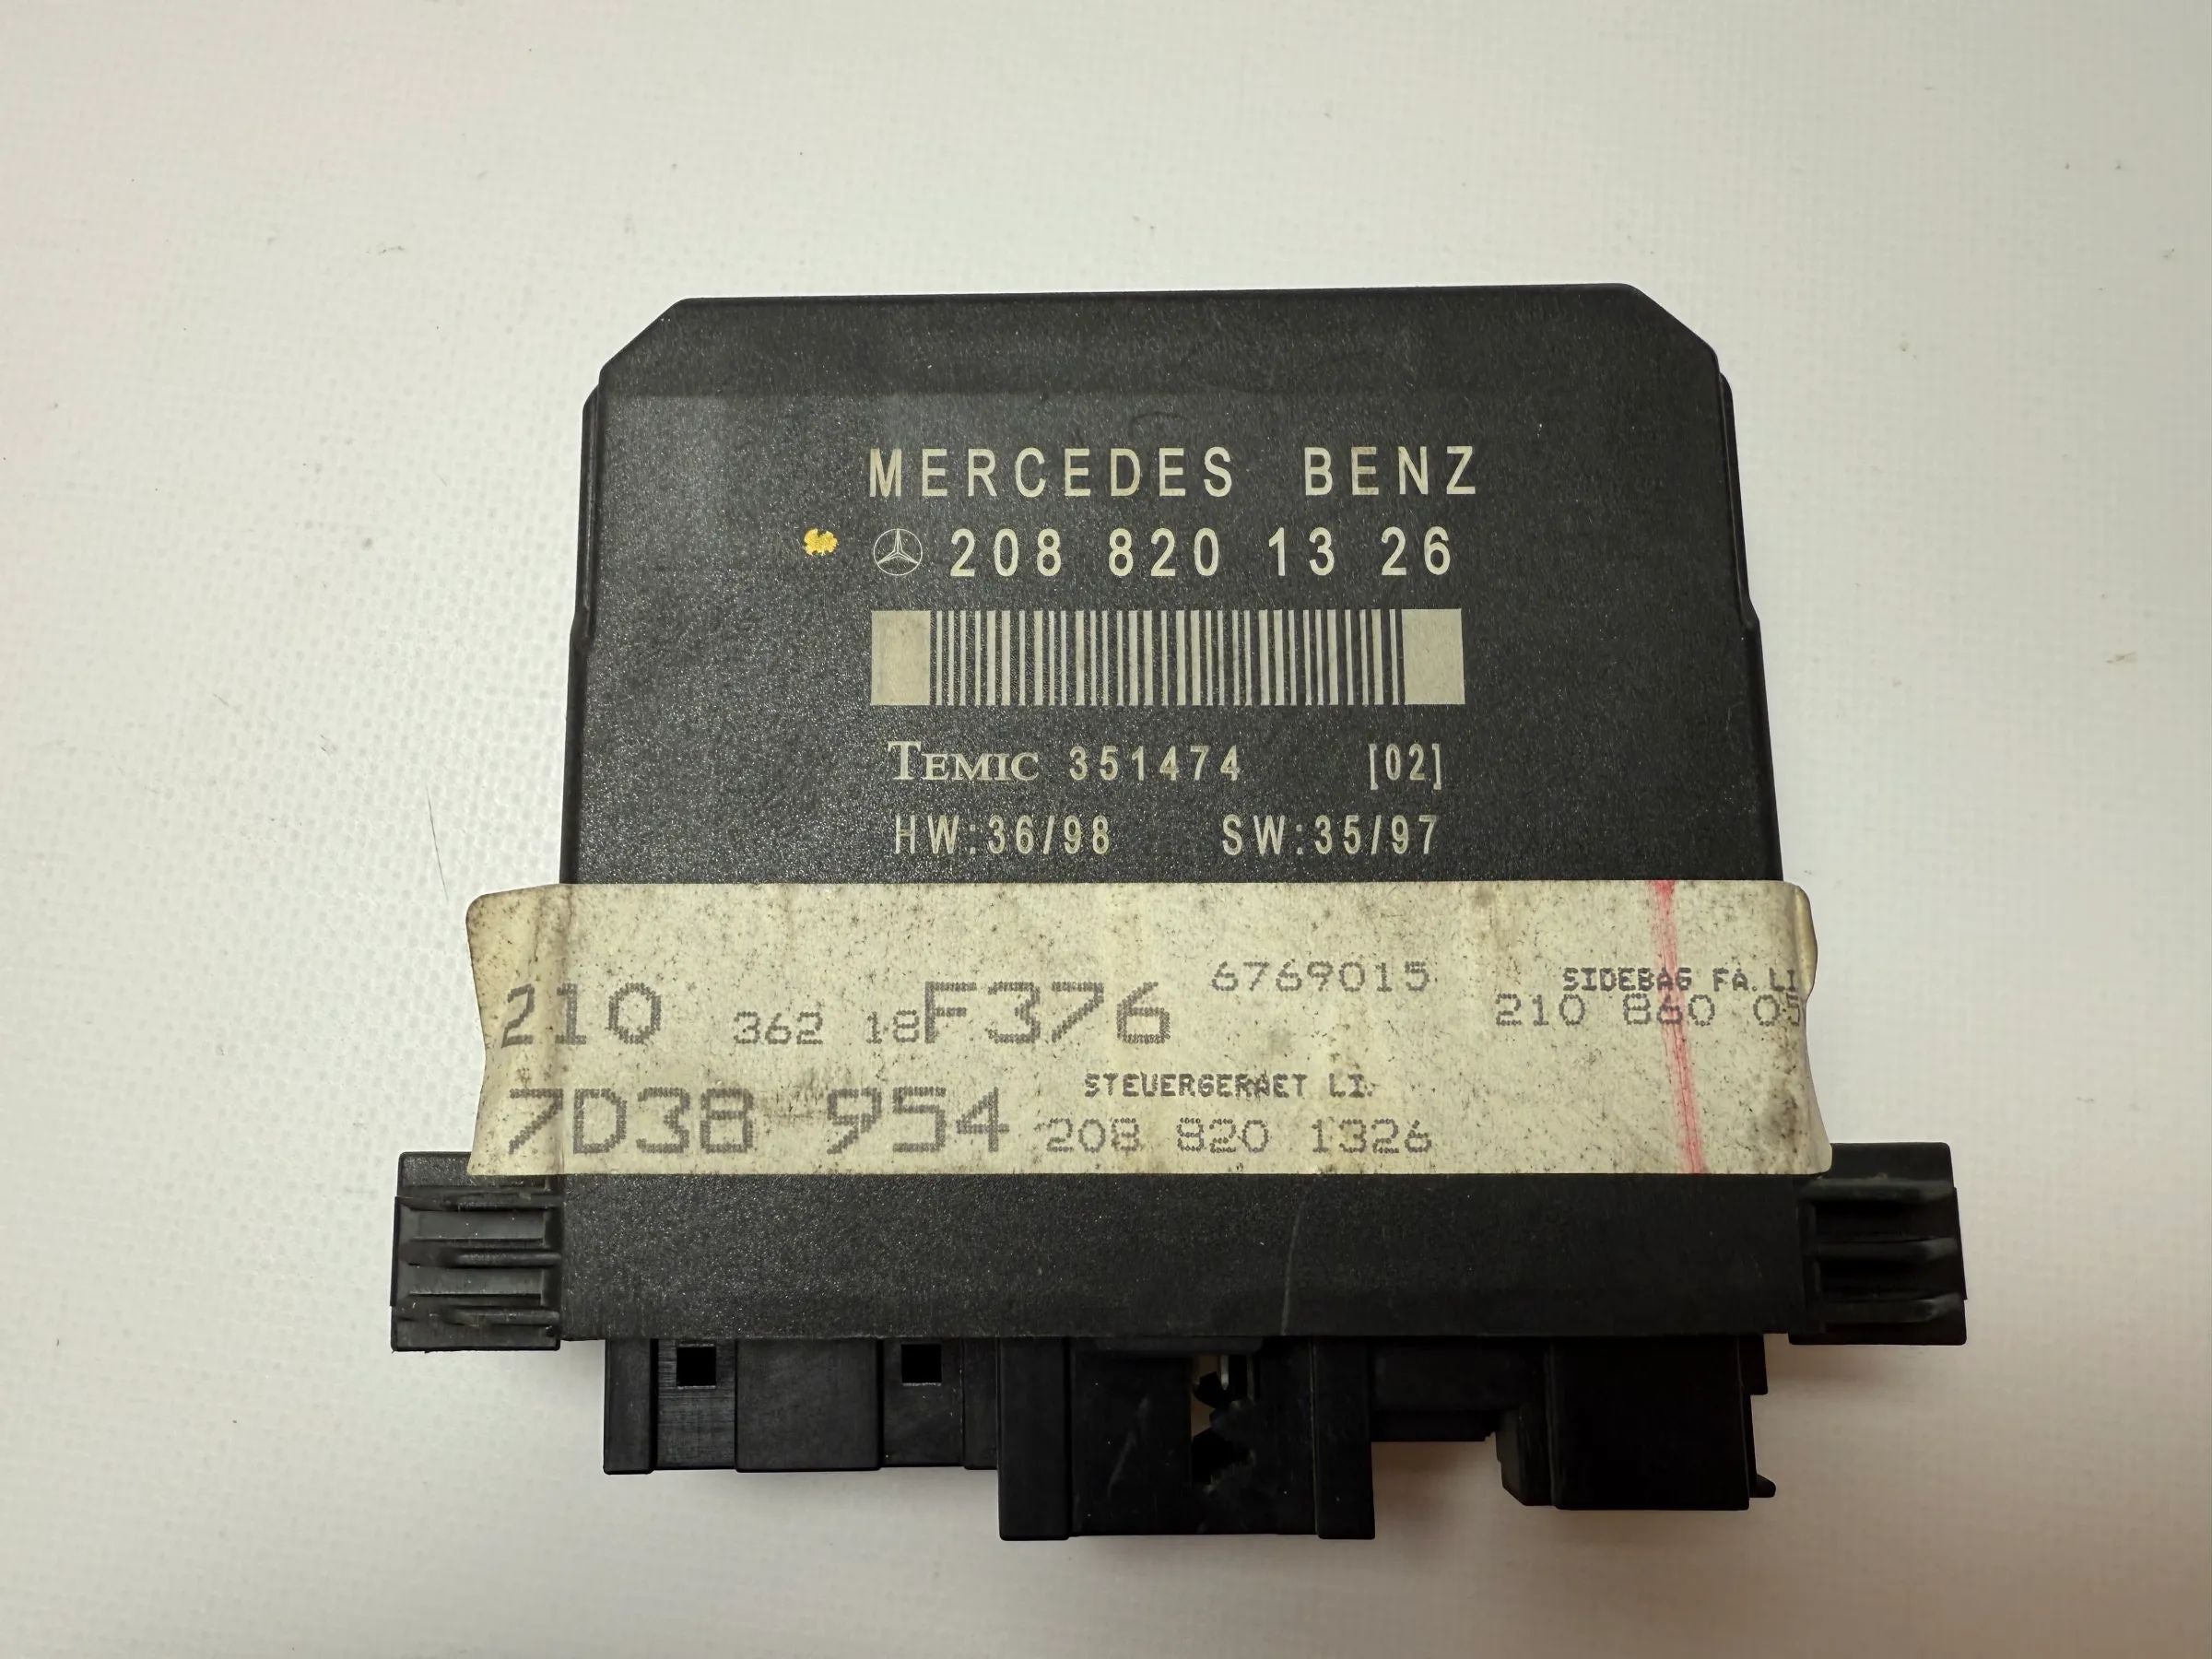 MERCEDES BENZ
208 820 13 26
TEMIC 351474 [02]
HW:36/98 SW:35/97
210 362 18 F376 6769015 SIDEBAG FA. LI
210 860 05
STEUERGERAET LI.
7D38 954 208 820 1326